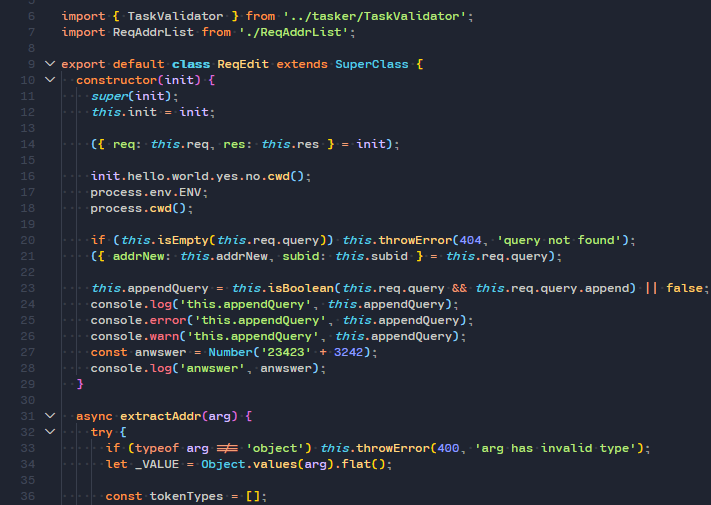 6 import { TaskValidator } from '../tasker/TaskValidator';
7 import ReqAddrList from './ReqAddrList';
8
9 export default class ReqEdit extends SuperClass {
10 constructor(init) {
11 super(init);
12 this.init = init;
13
14 ({ req: this.req, res: this.res } = init);
15
16 init.hello.world.yes.no.cwd();
17 process.env.ENV;
18 process.cwd();
19
20 if (this.isEmpty(this.req.query)) this.throwError(404, 'query not found');
21 ({ addrNew: this.addrNew, subid: this.subid } = this.req.query);
22
23 this.appendQuery = this.isBoolean(this.req.query && this.req.query.append) || false;
24 console.log('this.appendQuery', this.appendQuery);
25 console.error('this.appendQuery', this.appendQuery);
26 console.warn('this.appendQuery', this.appendQuery);
27 const anwswer = Number('23423' + 3242);
28 console.log('anwswer', anwswer);
29 }
30
31 async extractAddr(arg) {
32 try {
33 if (typeof arg !== 'object') this.throwError(400, 'arg has invalid type');
34 let _VALUE = Object.values(arg).flat();
35
36 const tokenTypes = [];